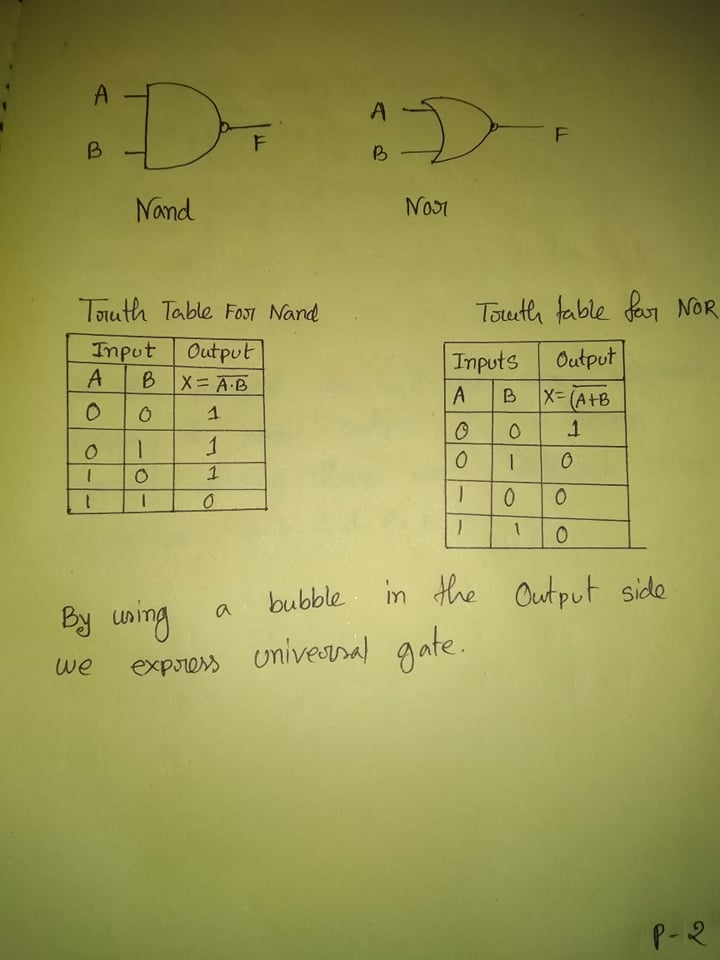 A
B
F
Nand
A
B
F
Nor
Truth Table For Nand
Input Output
A B X = \overline{A·B}
0 0 1
0 1 1
1 0 1
1 1 0
Truth table for NOR
Inputs Output
A B X= (\overline{A+B}
0 0 1
0 1 0
1 0 0
1 1 0
By using a bubble in the Output side
we express universal gate.
P-2